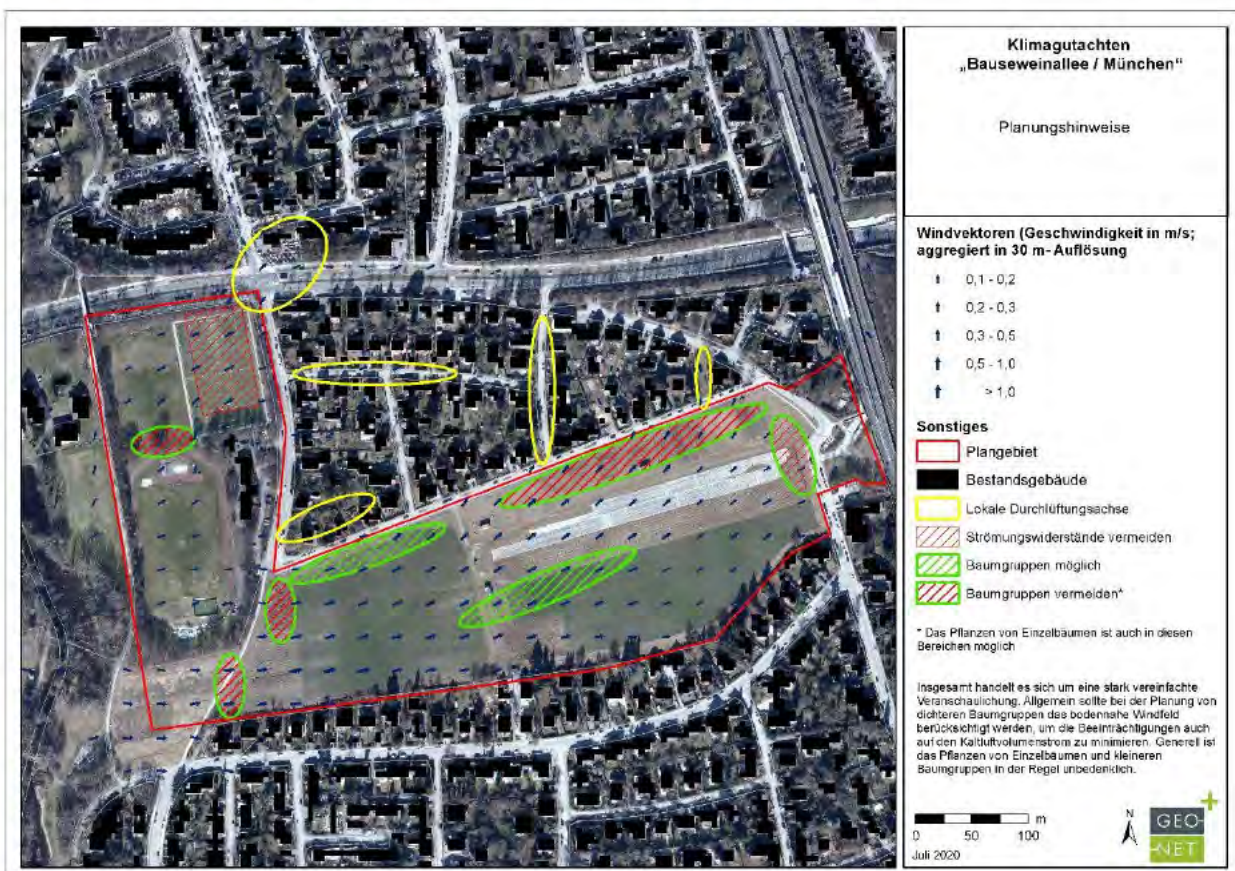 Klimagutachten
„Bauseweinallee / München“
Planungshinweise
Windvektoren (Geschwindigkeit in m/s;
aggregiert in 30 m- Auflösung
0,1 - 0,2
0,2 - 0,3
0,3 - 0,5
0,5 - 1,0
> 1,0
Sonstiges
Plangebiet
Bestandsgebäude
Lokale Durchlüftungsachse
Strömungswiderstände vermeiden
Baumgruppen möglich
Baumgruppen vermeiden*
* Das Pflanzen von Einzelbäumen ist auch in diesen
Bereichen möglich
Insgesamt handelt es sich um eine stark vereinfachte
Veranschaulichung. Allgemein sollte bei der Planung von
dichteren Baumgruppen das bodennahe Windfeld
berücksichtigt werden, um die Beeinträchtigungen auch
auf den Kaltluftvolumenstrom zu minimieren. Generell ist
das Pflanzen von Einzelbäumen und kleineren
Baumgruppen in der Regel unbedenklich.
m
0 50 100
N
Juli 2020
GEO-
NET